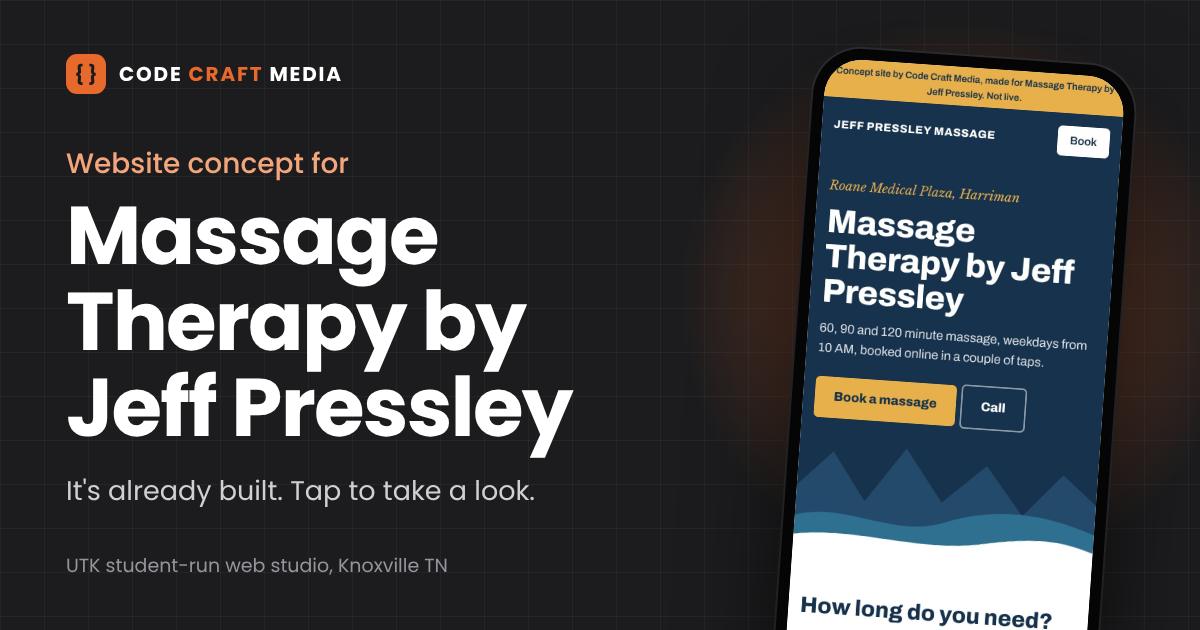 { } CODE CRAFT MEDIA
Website concept for
Massage
Therapy by
Jeff Pressley
It's already built. Tap to take a look.
UTK student-run web studio, Knoxville TN
Concept site by Code Craft Media, made for Massage Therapy by
Jeff Pressley. Not live.
JEFF PRESSLEY MASSAGE
Book
Roane Medical Plaza, Harriman
Massage
Therapy by Jeff
Pressley
60, 90 and 120 minute massage, weekdays from
10 AM, booked online in a couple of taps.
Book a massage
Call
How long do you need?